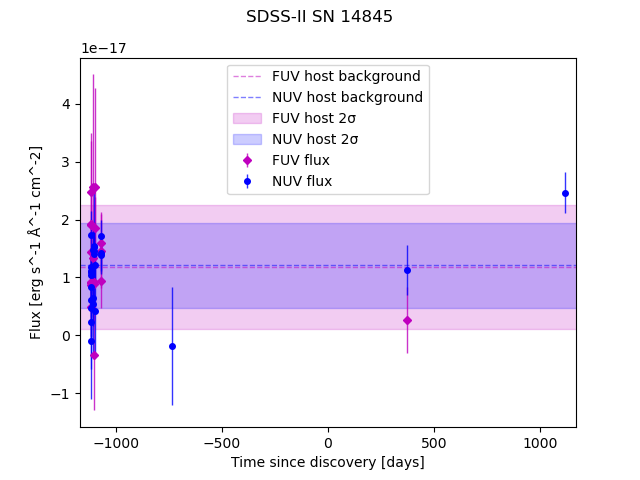 SDSS-II SN 14845
1e−17
FUV host background
NUV host background
FUV host 2σ
NUV host 2σ
FUV flux
NUV flux
4
3
2
1
0
−1
Flux [erg s^-1 Å^-1 cm^-2]
−1000 −500 0 500 1000
Time since discovery [days]